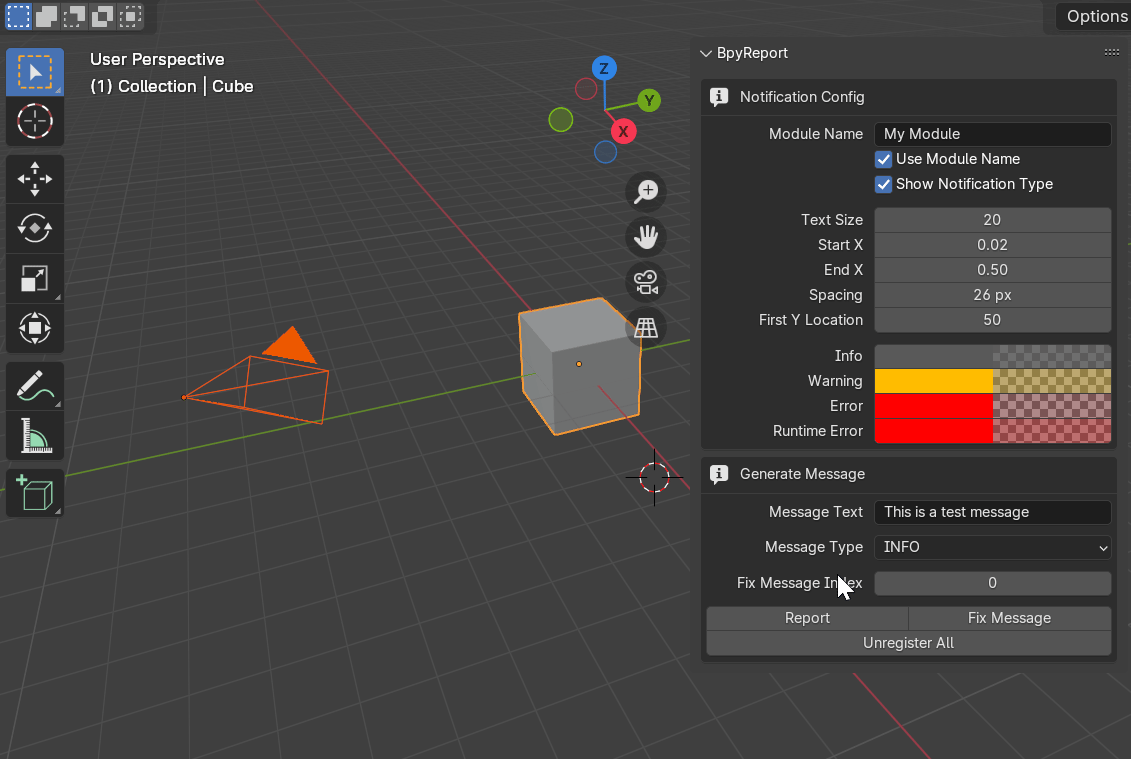 Options
User Perspective
(1) Collection | Cube
Z
Y
X
BpyReport
Notification Config
Module Name My Module
Use Module Name
Show Notification Type
Text Size 20
Start X 0.02
End X 0.50
Spacing 26 px
First Y Location 50
Info
Warning
Error
Runtime Error
Generate Message
Message Text This is a test message
Message Type INFO
Fix Message Index 0
Report Fix Message
Unregister All